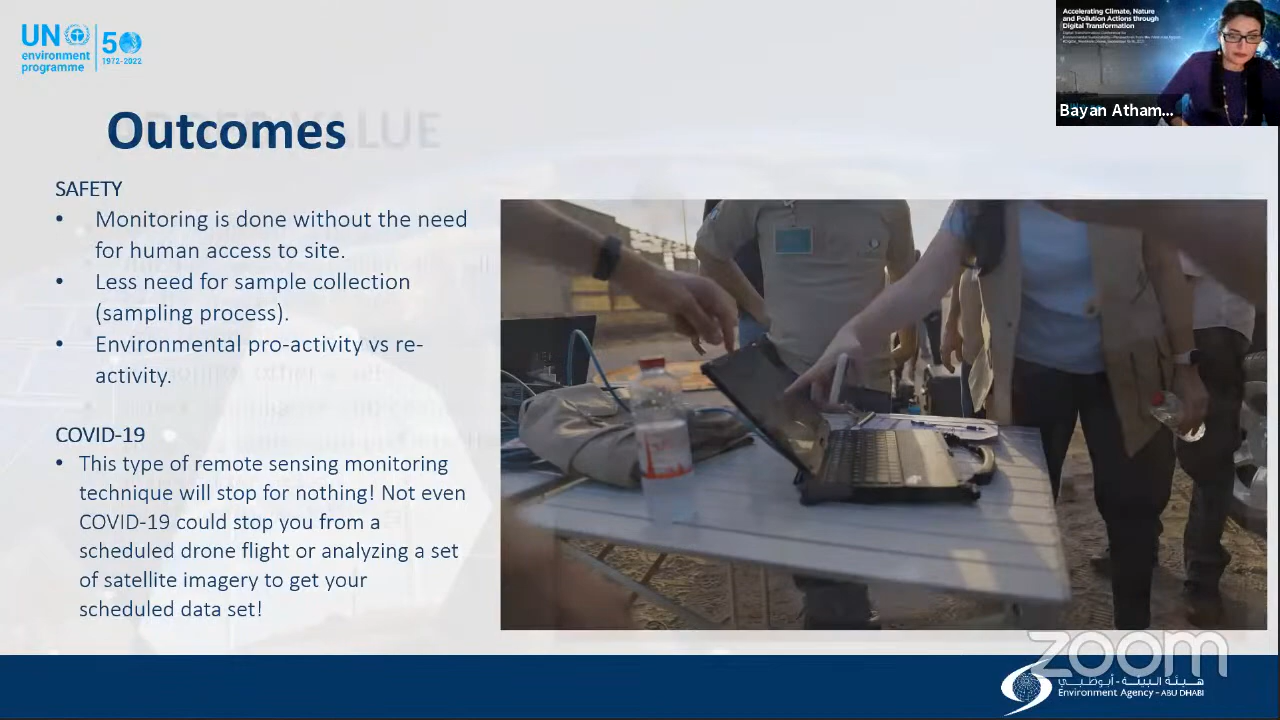 UN
environment
programme
50
1972-2022
Accelerating Climate, Nature
and Pollution Actions through
Digital Transformation
Bayan Atham...
Outcomes
SAFETY
• Monitoring is done without the need
for human access to site.
• Less need for sample collection
(sampling process).
• Environmental pro-activity vs re-
activity.
COVID-19
• This type of remote sensing monitoring
technique will stop for nothing! Not even
COVID-19 could stop you from a
scheduled drone flight or analyzing a set
of satellite imagery to get your
scheduled data set!
zoom
هيئة البيئة - أبوظبي
Environment Agency - ABU DHABI